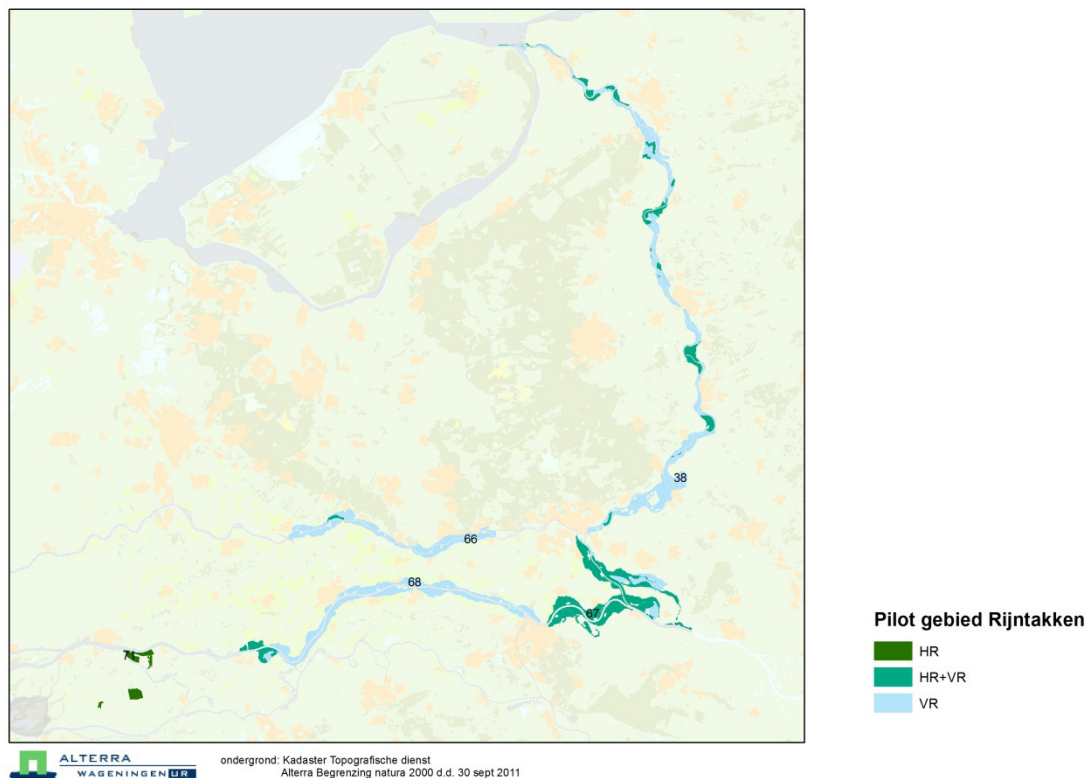 38
66
68
67
71
Pilot gebied Rijntakken
HR
HR+VR
VR
ALTERRA
WAGENINGEN UR
ondergrond: Kadaster Topografische dienst
Alterra Begrenzing natura 2000 d.d. 30 sept 2011